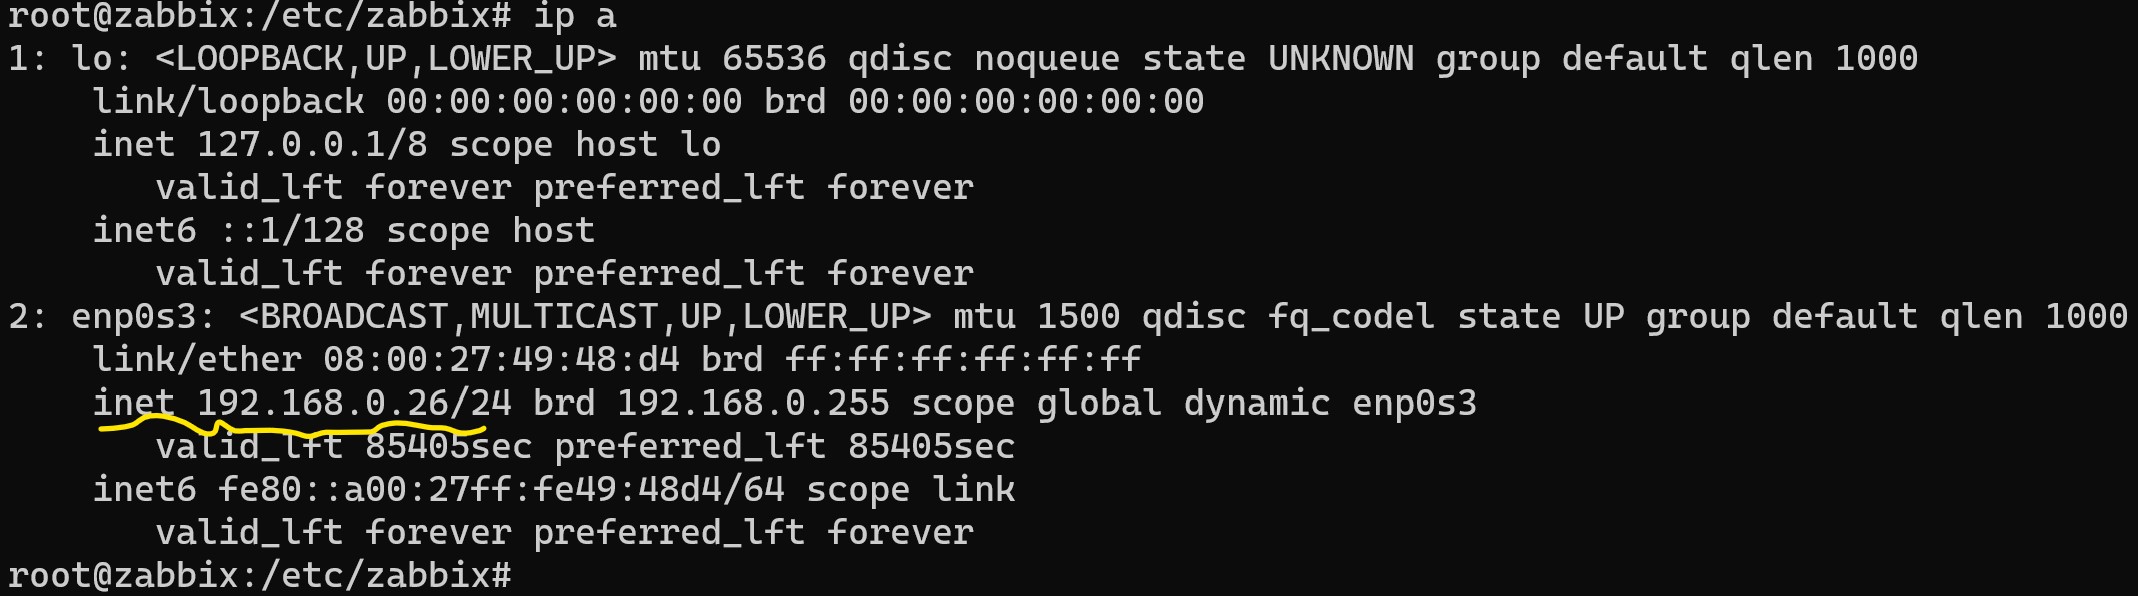 root@zabbix:/etc/zabbix# ip a
1: lo: <LOOPBACK,UP,LOWER_UP> mtu 65536 qdisc noqueue state UNKNOWN group default qlen 1000
    link/loopback 00:00:00:00:00:00 brd 00:00:00:00:00:00
    inet 127.0.0.1/8 scope host lo
       valid_lft forever preferred_lft forever
    inet6 ::1/128 scope host
       valid_lft forever preferred_lft forever
2: enp0s3: <BROADCAST,MULTICAST,UP,LOWER_UP> mtu 1500 qdisc fq_codel state UP group default qlen 1000
    link/ether 08:00:27:49:48:d4 brd ff:ff:ff:ff:ff:ff
    inet 192.168.0.26/24 brd 192.168.0.255 scope global dynamic enp0s3
       valid_lft 85405sec preferred_lft 85405sec
    inet6 fe80::a00:27ff:fe49:48d4/64 scope link
       valid_lft forever preferred_lft forever
root@zabbix:/etc/zabbix#